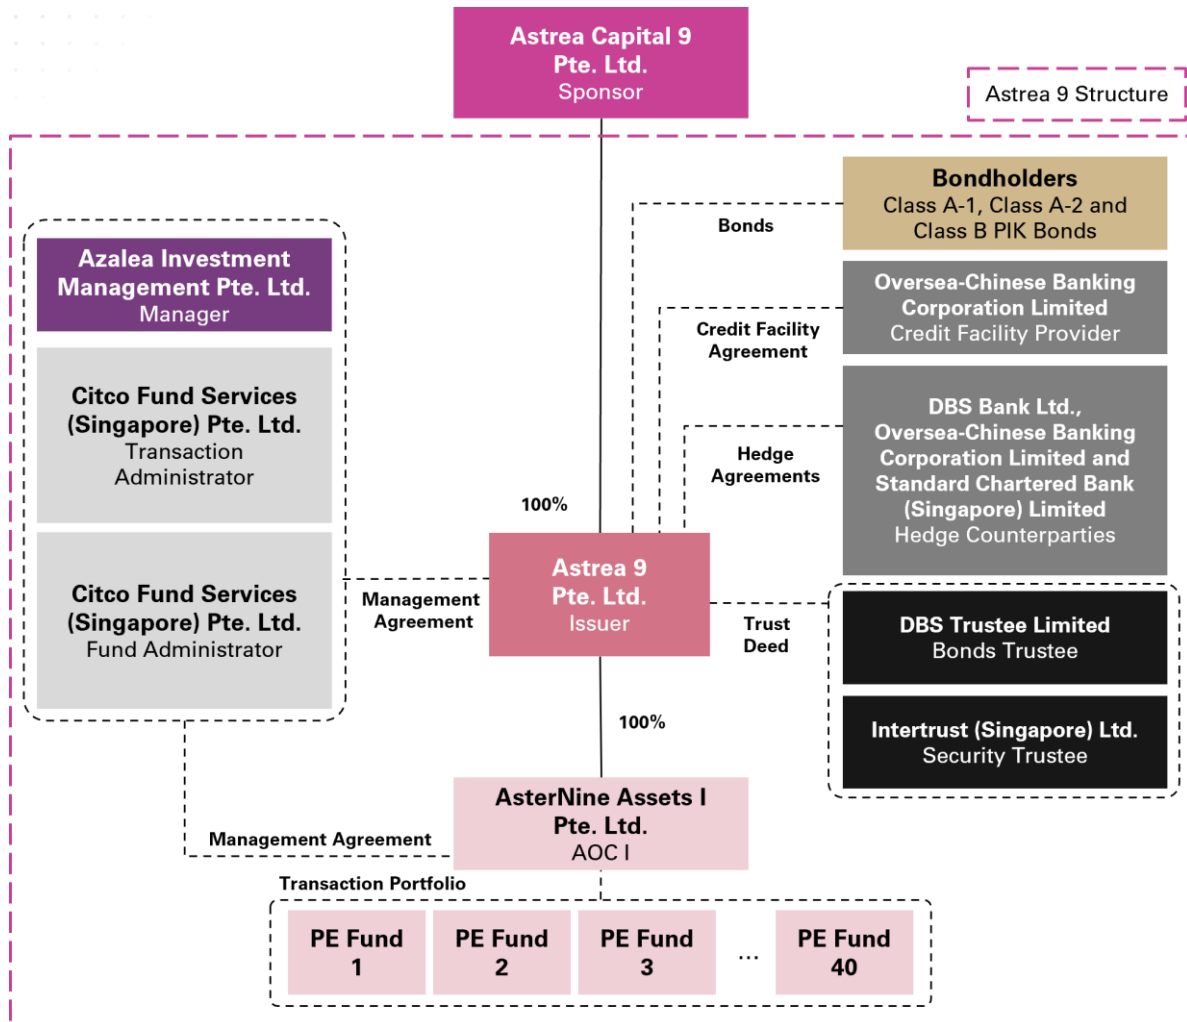 Astrea Capital 9
Pte. Ltd.
Sponsor
Astrea 9 Structure
Bondholders
Class A-1, Class A-2 and
Class B PIK Bonds
Bonds
Azalea Investment
Management Pte. Ltd.
Manager
Oversea-Chinese Banking
Corporation Limited
Credit Facility Provider
Credit Facility
Agreement
Citco Fund Services
(Singapore) Pte. Ltd.
Transaction
Administrator
DBS Bank Ltd.,
Oversea-Chinese Banking
Corporation Limited and
Standard Chartered Bank
(Singapore) Limited
Hedge Counterparties
Hedge
Agreements
100%
Citco Fund Services
(Singapore) Pte. Ltd.
Fund Administrator
Management
Agreement
Astrea 9
Pte. Ltd.
Issuer
Trust
Deed
DBS Trustee Limited
Bonds Trustee
Intertrust (Singapore) Ltd.
Security Trustee
100%
AsterNine Assets I
Pte. Ltd.
AOC I
Management Agreement
Transaction Portfolio
PE Fund
1
PE Fund
2
PE Fund
3
...
PE Fund
40